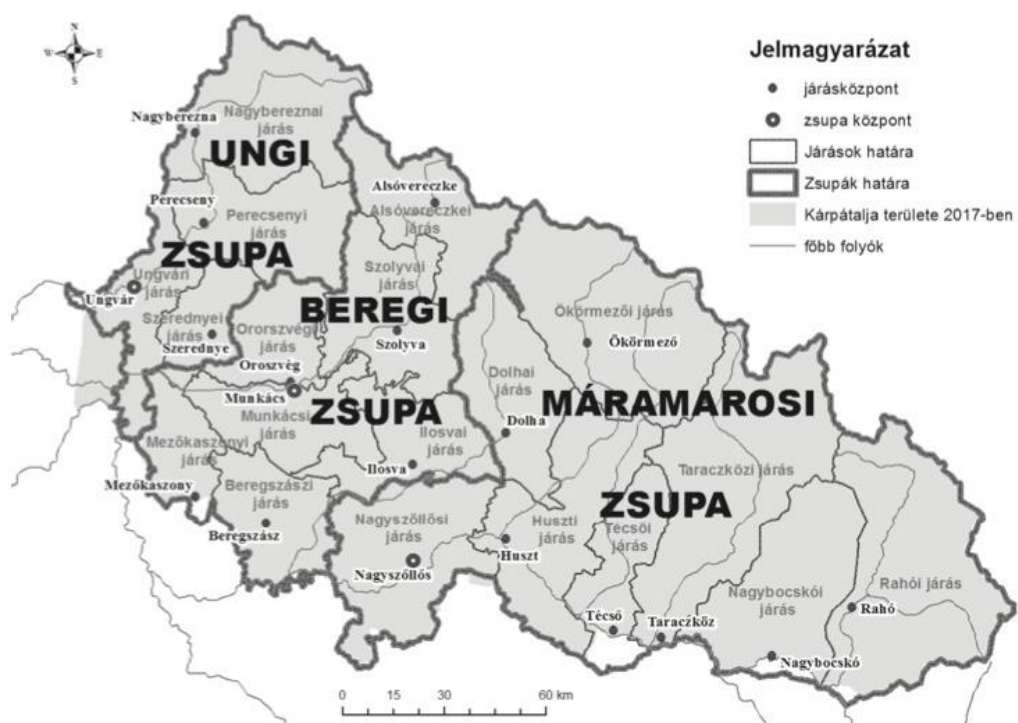 N
W E
S
Jelmagyarázat
járásközpont
zsupa központ
Járások határa
Zsupák határa
Kárpátalja területe 2017-ben
főbb folyók
Nagyberezna
Nagybereznai
járás
UNGI
Perecseny
Perecsenyi
járás
ZSUPA
Alsóvereczke
Alsóvereczkei
járás
Ungvári
járás
Ungvár
Szerednyei
járás
Szerednye
Szolyvai
járás
BEREGI
Szolyva
Ororszvégi
járás
Oroszvég
Munkács
Munkácsi
járás
ZSUPA
Ilosvai
járás
Ilosva
Mezőkaszonyi
járás
Mezőkaszony
Beregszászi
járás
Beregszász
Nagyszőllősi
járás
Nagyszőllős
Ökörmezői járás
Ökörmező
Dolhai
járás
Dolha
MÁRAMAROSI
ZSUPA
Taraczközi járás
Huszti
járás
Huszt
Técsői
járás
Técső
Taraczköz
Nagybocskói
járás
Nagybocskó
Rahói járás
Rahó
0 15 30 60 km